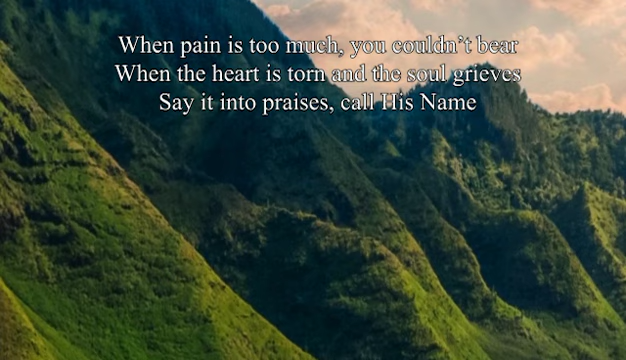 When pain is too much, you couldn't bear
When the heart is torn and the soul grieves
Say it into praises, call His Name